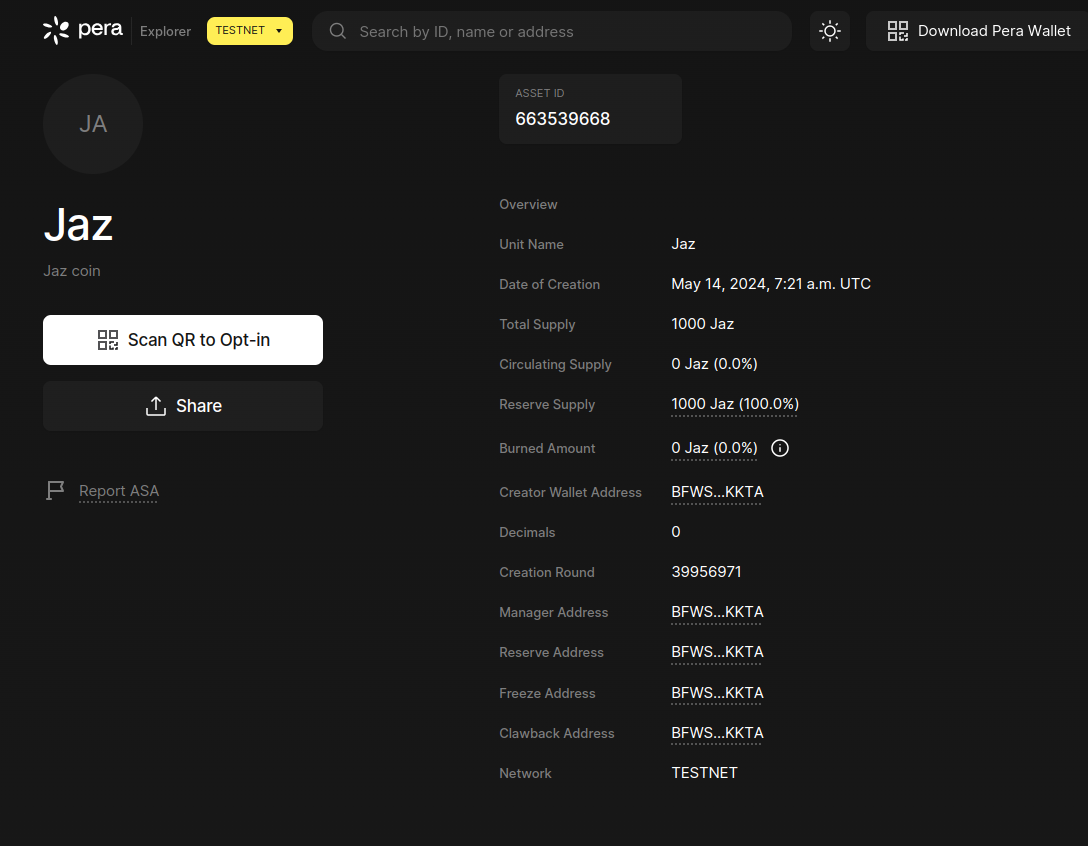 pera Explorer TESTNET Search by ID, name or address Download Pera Wallet
JA
Jaz
Jaz coin
Scan QR to Opt-in
Share
Report ASA
ASSET ID
663539668
Overview
Unit Name Jaz
Date of Creation May 14, 2024, 7:21 a.m. UTC
Total Supply 1000 Jaz
Circulating Supply 0 Jaz (0.0%)
Reserve Supply 1000 Jaz (100.0%)
Burned Amount 0 Jaz (0.0%)
Creator Wallet Address BFWS...KKTA
Decimals 0
Creation Round 39956971
Manager Address BFWS...KKTA
Reserve Address BFWS...KKTA
Freeze Address BFWS...KKTA
Clawback Address BFWS...KKTA
Network TESTNET